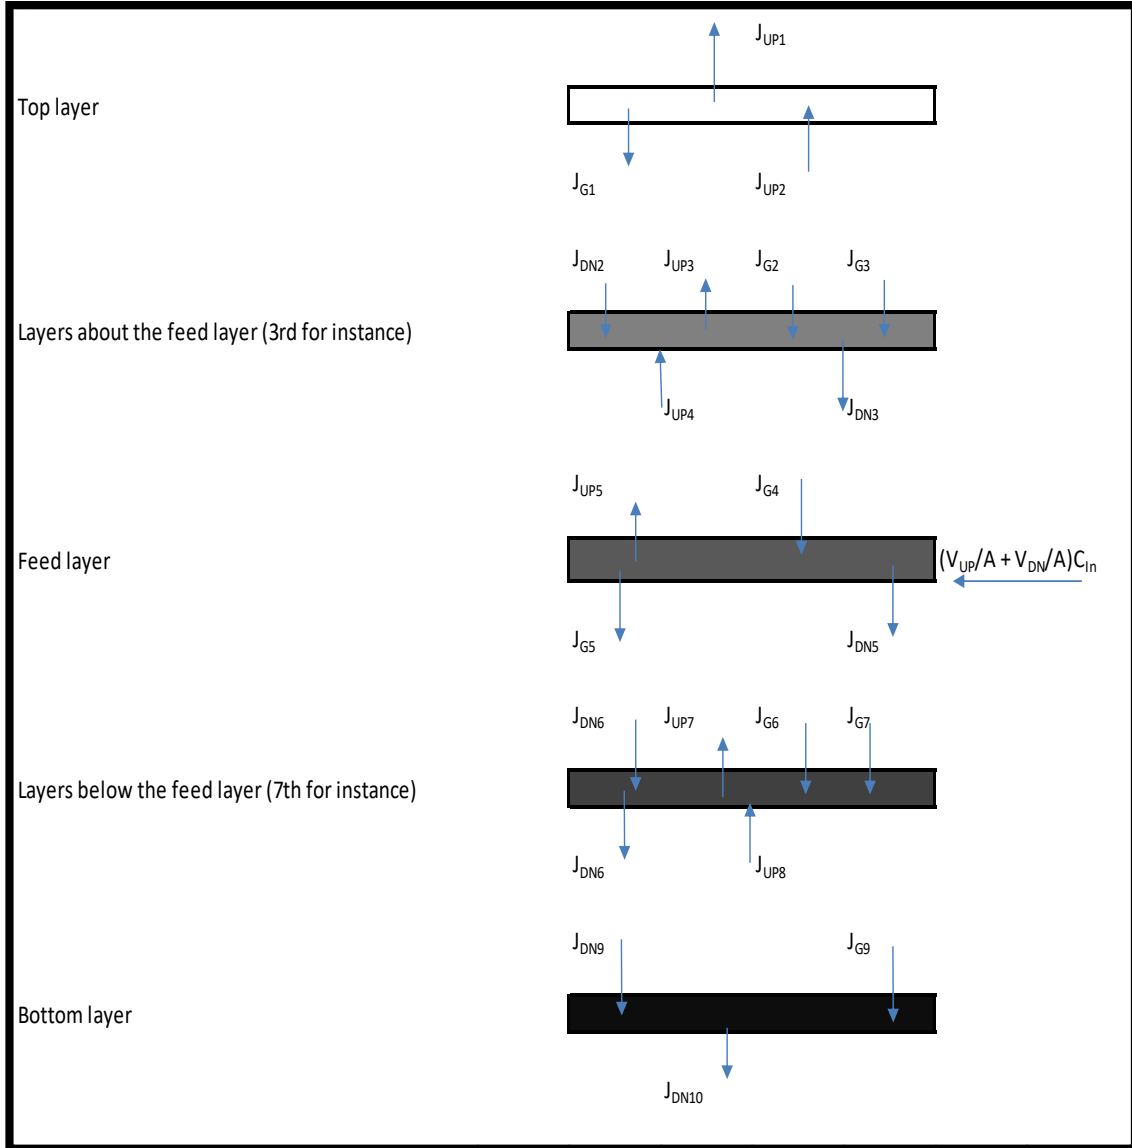 J_UP1
Top layer
J_G1 J_UP2
J_DN2 J_UP3 J_G2 J_G3
Layers about the feed layer (3rd for instance)
J_UP4 J_DN3
J_UP5 J_G4
Feed layer
(V_UP/A + V_DN/A)C_In
J_G5 J_DN5
J_DN6 J_UP7 J_G6 J_G7
Layers below the feed layer (7th for instance)
J_DN6 J_UP8
J_DN9 J_G9
Bottom layer
J_DN10